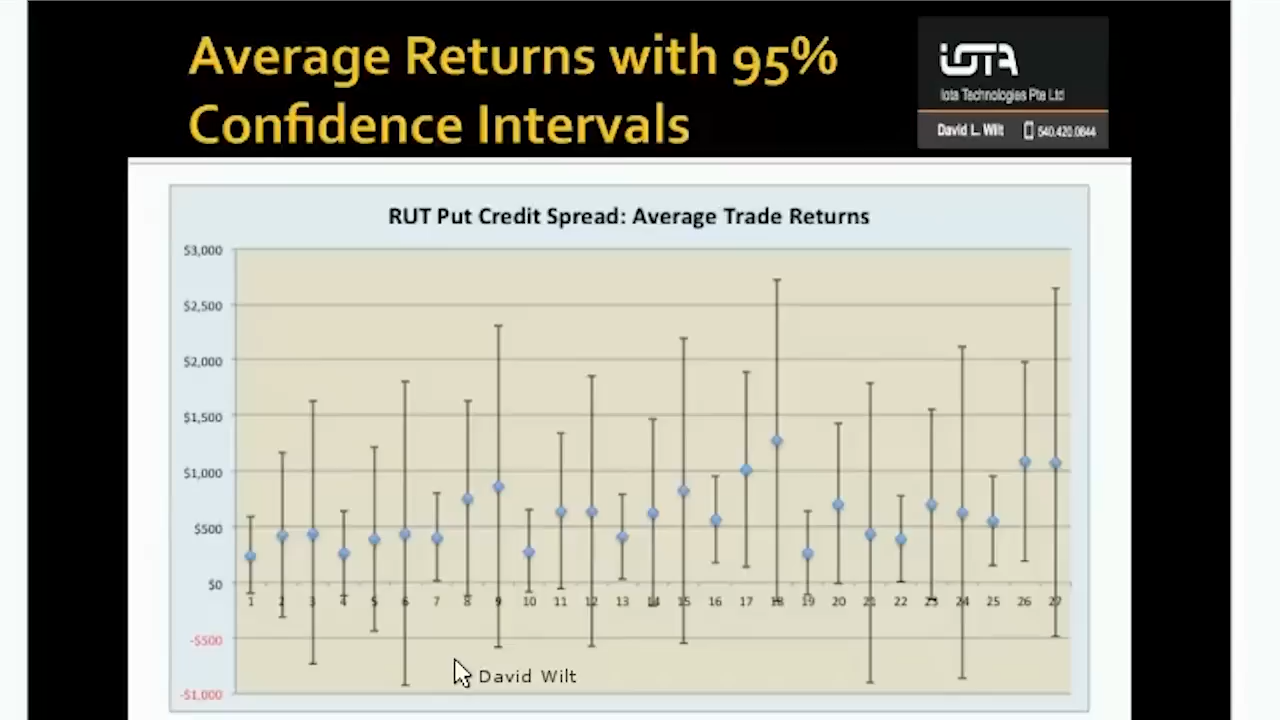 Average Returns with 95%
Confidence Intervals
iOTA
Iota Technologies Pte Ltd
David L. Wilt 540.420.0844
RUT Put Credit Spread: Average Trade Returns
$3,000
$2,500
$2,000
$1,500
$1,000
$500
$0
1 2 3 4 5 6 7 8 9 10 11 12 13 14 15 16 17 18 19 20 21 22 23 24 25 26 27
-$500
-$1,000
David Wilt